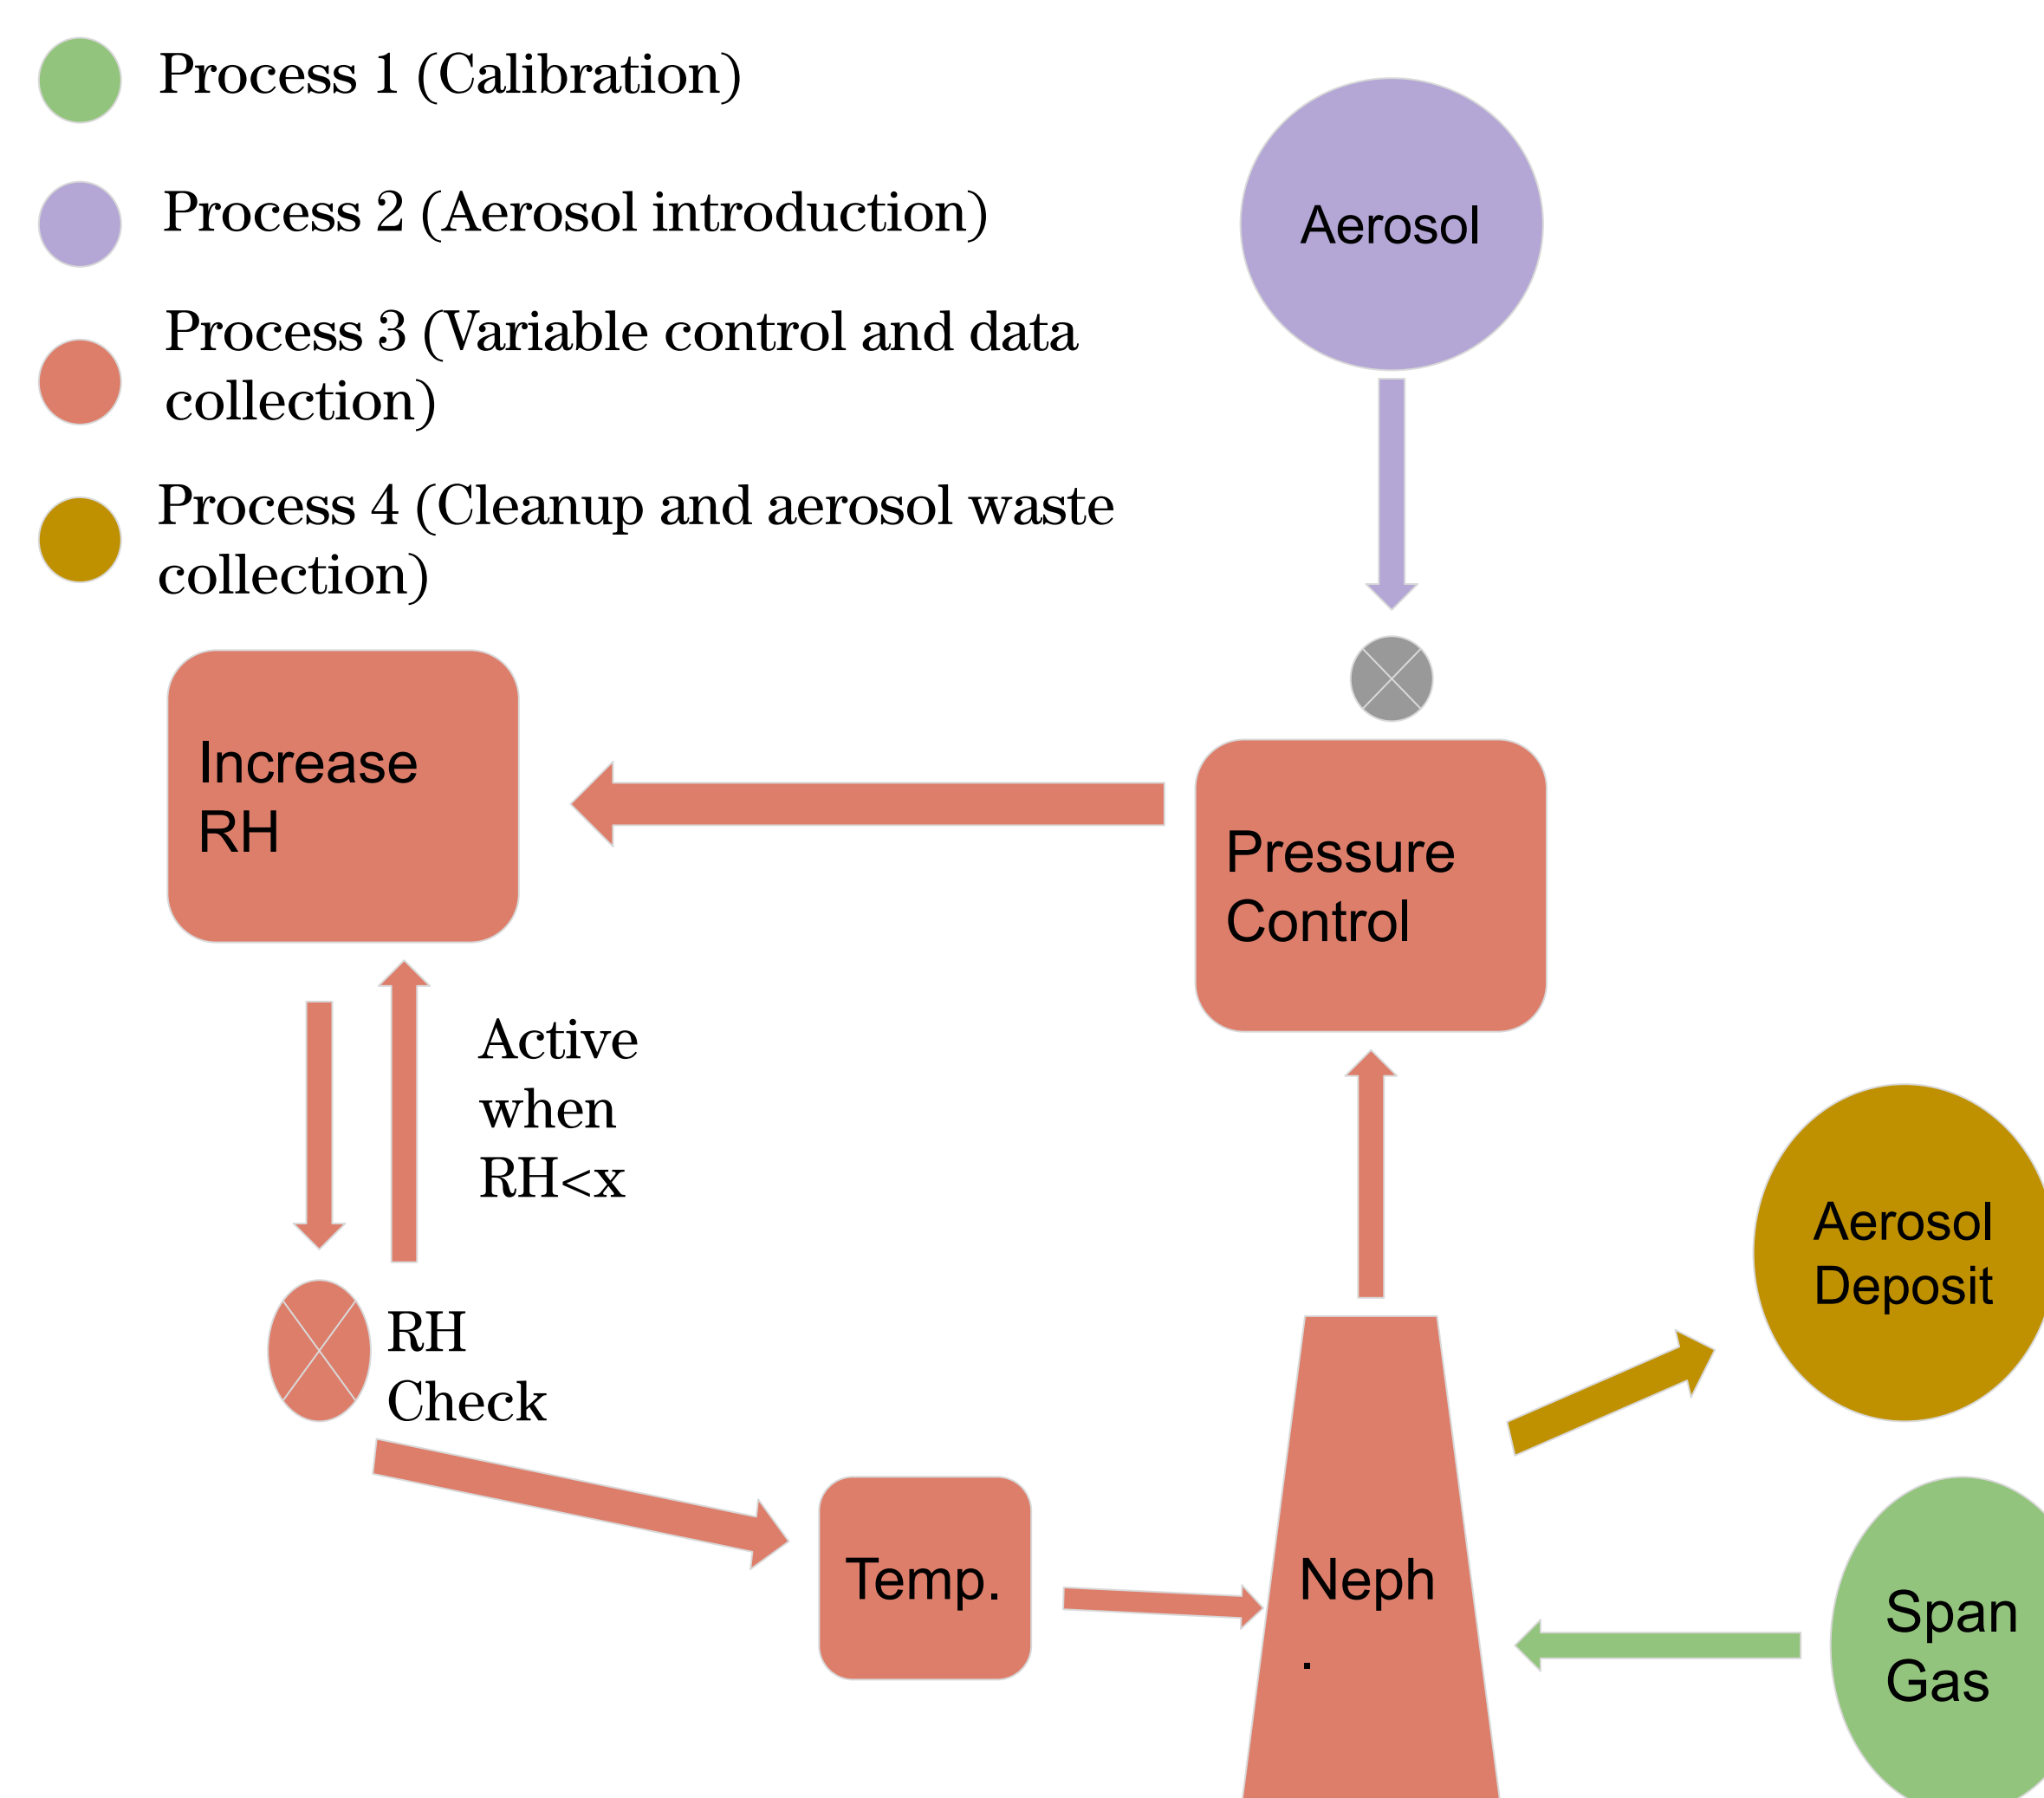 Process 1 (Calibration)
Process 2 (Aerosol introduction)
Process 3 (Variable control and data
collection)
Process 4 (Cleanup and aerosol waste
collection)
Aerosol
Increase
RH
Pressure
Control
Active
when
RH<x
RH
Check
Aerosol
Deposit
Temp.
Neph
.
Span
Gas